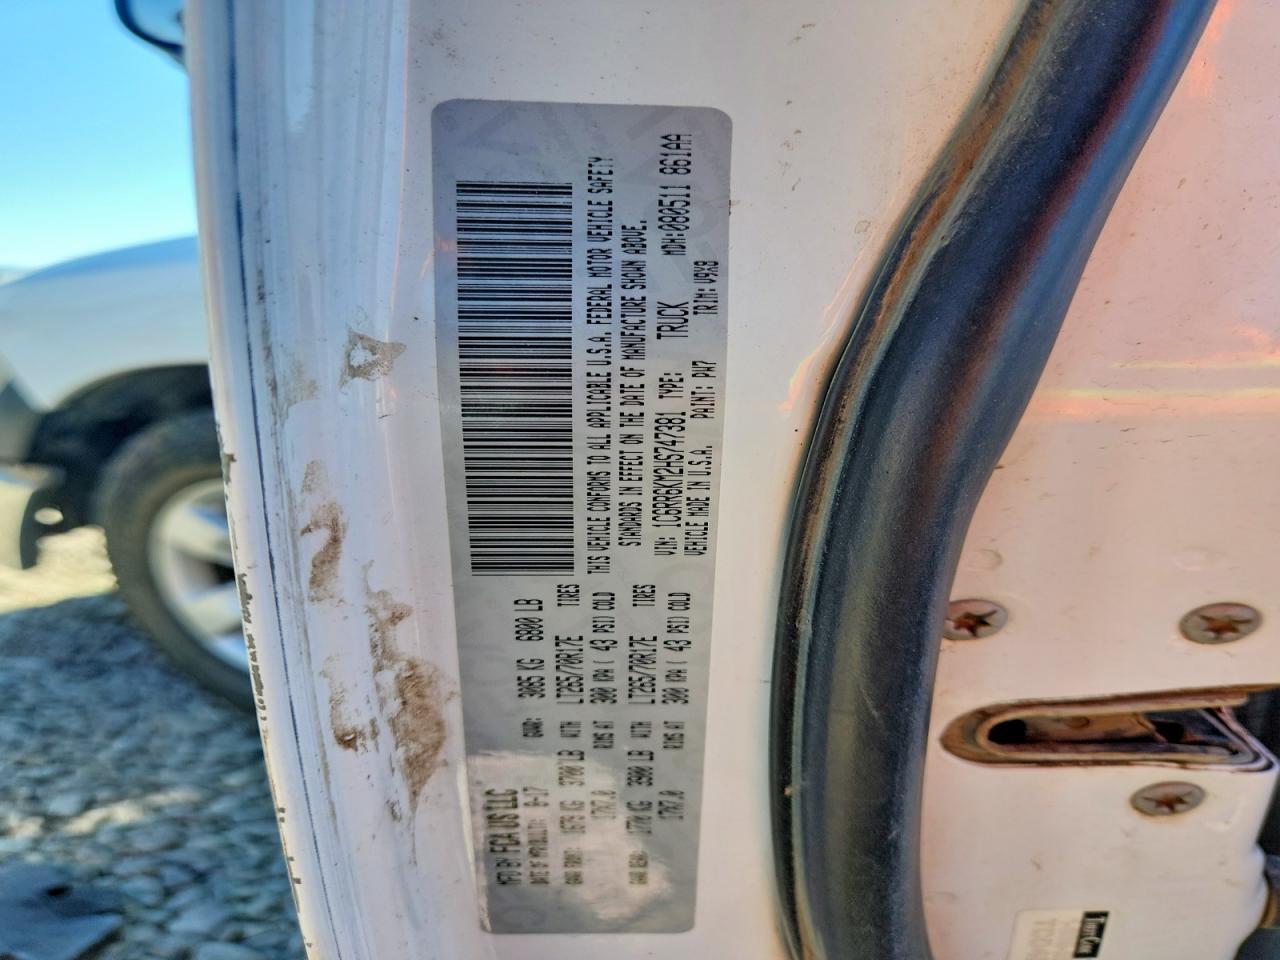 MFD BY FCA US LLC
DATE OF MFR 8-17 GVWR: 3085 KG 6800 LB
GAWR FRONT: 1679 KG 3700 LB WITH LT265/70R17E TIRES
17X7.0 RIMS AT 300 KPA ( 43 PSI) COLD
GAWR REAR: 1770 KG 3900 LB WITH LT265/70R17E TIRES
17X7.0 RIMS AT 300 KPA ( 43 PSI) COLD
THIS VEHICLE CONFORMS TO ALL APPLICABLE U.S.A. FEDERAL MOTOR VEHICLE SAFETY
STANDARDS IN EFFECT ON THE DATE OF MANUFACTURE SHOWN ABOVE.
VIN: 1C6RR6KM2HS747381 TYPE: TRUCK MDH:080511 861AA
VEHICLE MADE IN U.S.A. PAINT: PW7 TRIM: V9X8